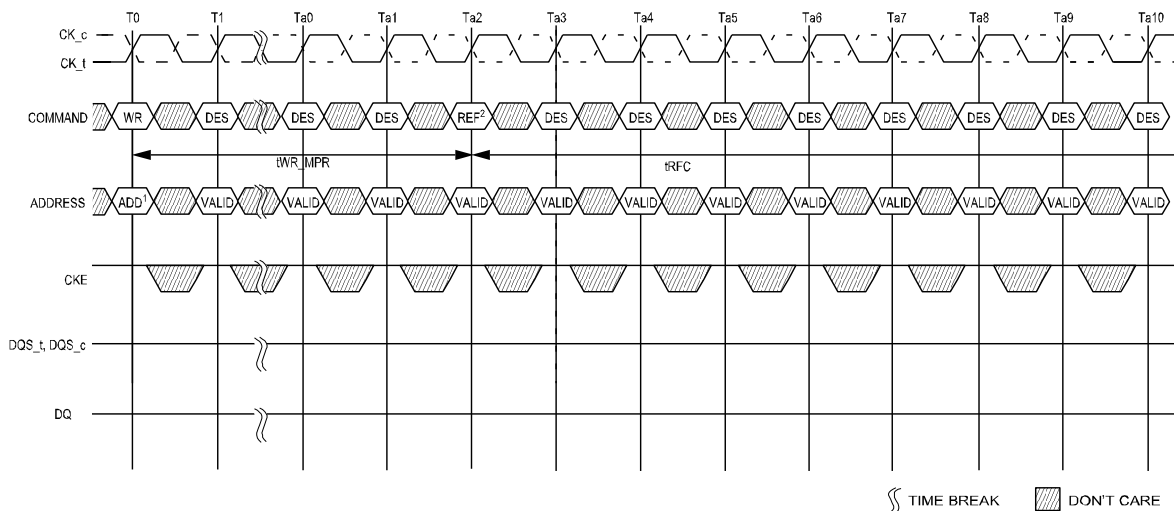 T0 T1 Ta0 Ta1 Ta2 Ta3 Ta4 Ta5 Ta6 Ta7 Ta8 Ta9 Ta10
CK_c
CK_t
COMMAND WR DES DES DES REF² DES DES DES DES DES DES DES DES
tWR_MPR tRFC
ADDRESS ADD¹ VALID VALID VALID VALID VALID VALID VALID VALID VALID VALID VALID VALID
CKE
DQS_t, DQS_c
DQ
TIME BREAK DON'T CARE